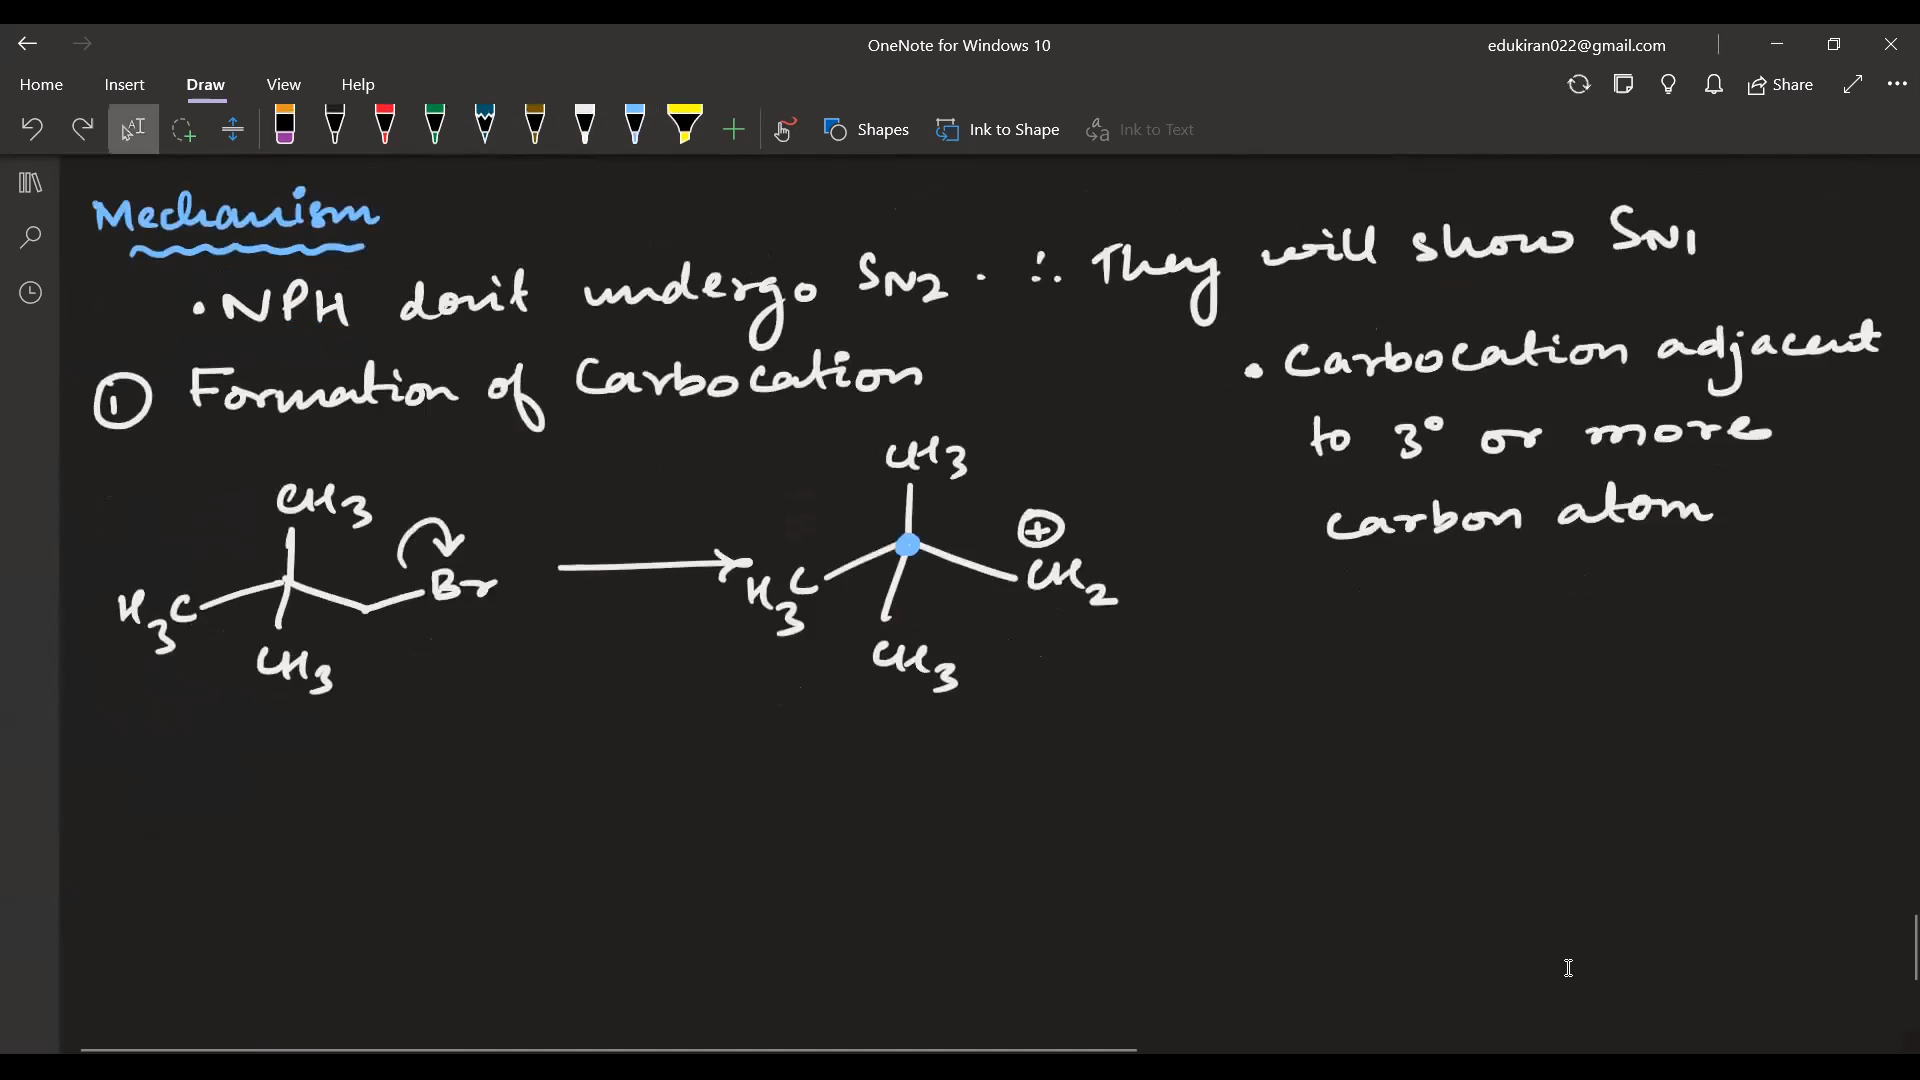 OneNote for Windows 10
edukiran022@gmail.com
Home Insert Draw View Help
Share
Shapes Ink to Shape Ink to Text
Mechanism
• NPH don't undergo SN2. ∴ They will show SN1
① Formation of Carbocation
• Carbocation adjacent
to 3° or more
carbon atom
CH3
H3C
Br
CH3
CH3
⊕
H3C
CH2
CH3